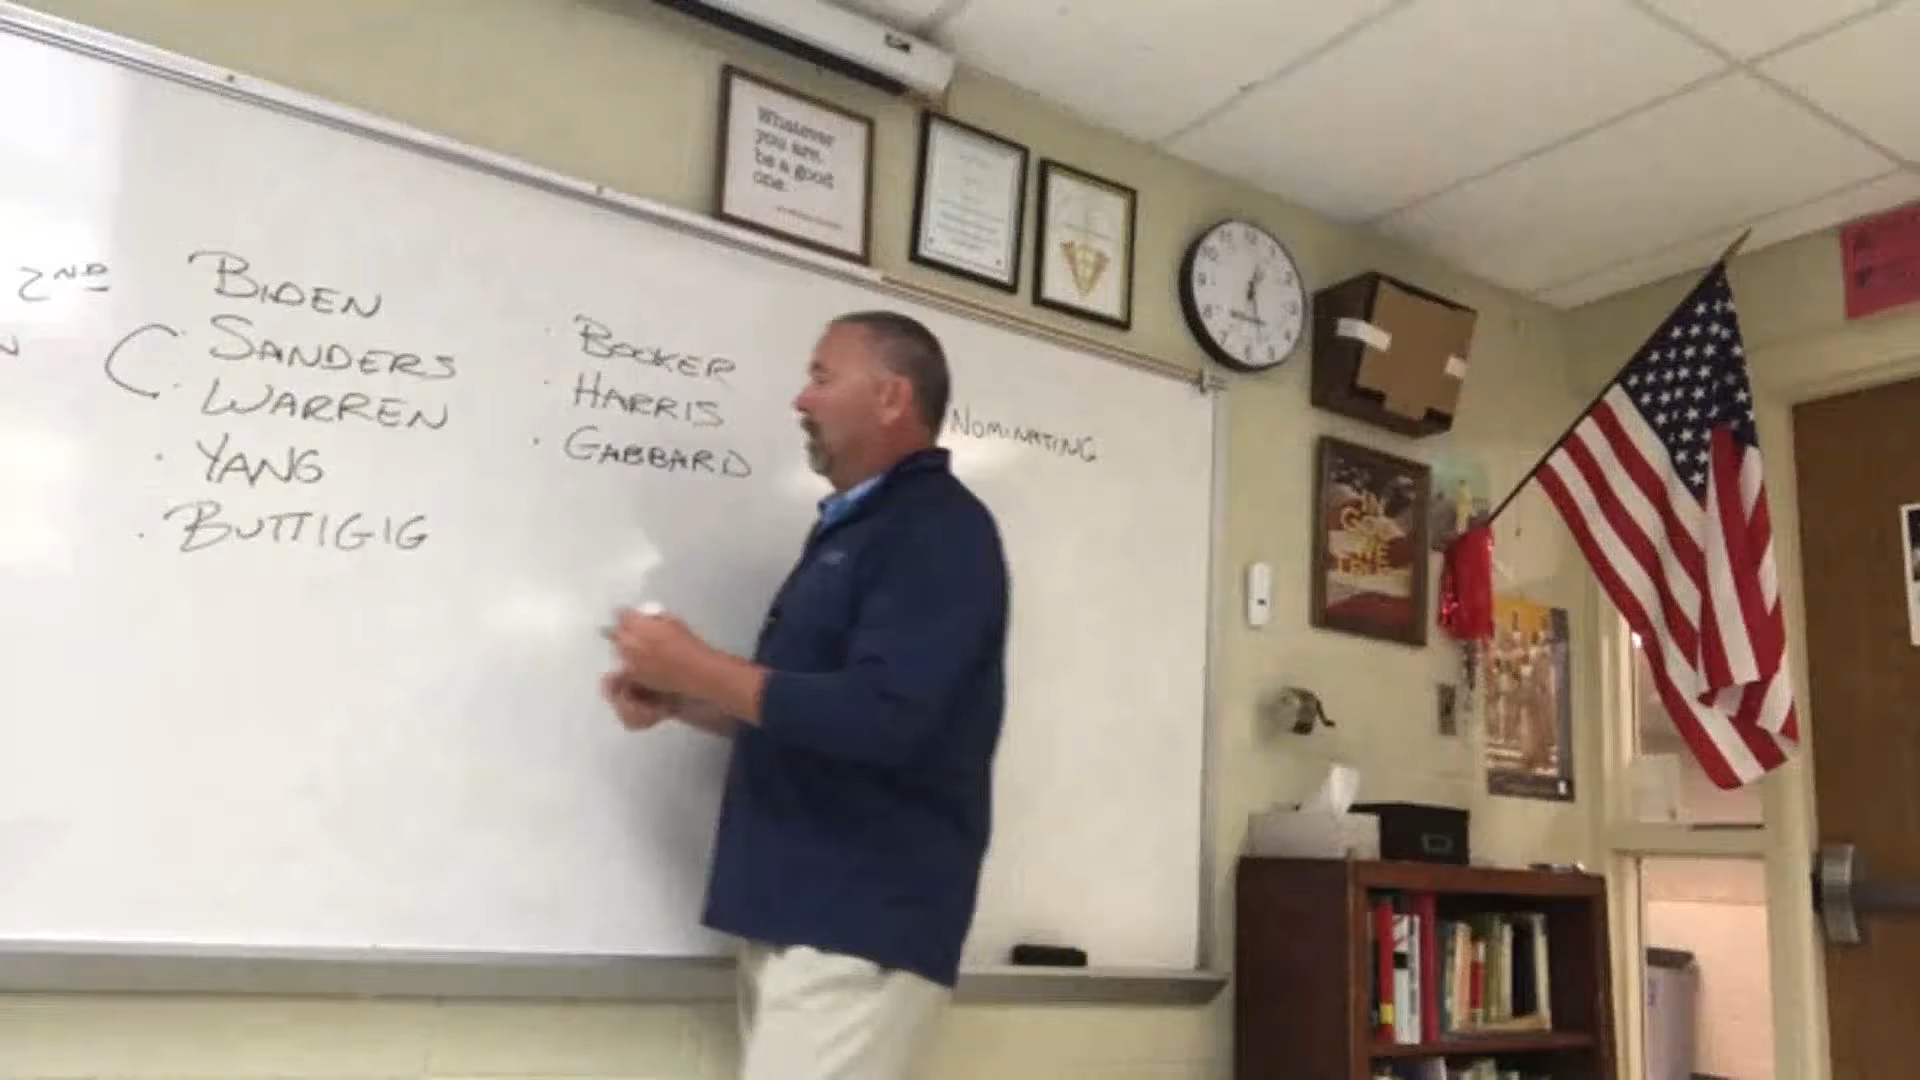 2ND
BIDEN
SANDERS
WARREN
YANG
BUTTIGIG
BOOKER
HARRIS
GABBARD
NOMINATING
Whatever
you are,
be a good
one.